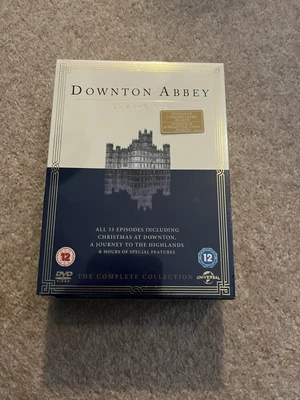 DOWNTON ABBEY
ALL 33 EPISODES INCLUDING
CHRISTMAS AT DOWNTON,
A JOURNEY TO THE HIGHLANDS
& HOURS OF SPECIAL FEATURES
12
DVD
VIDEO
THE COMPLETE COLLECTION
UNIVERSAL
12